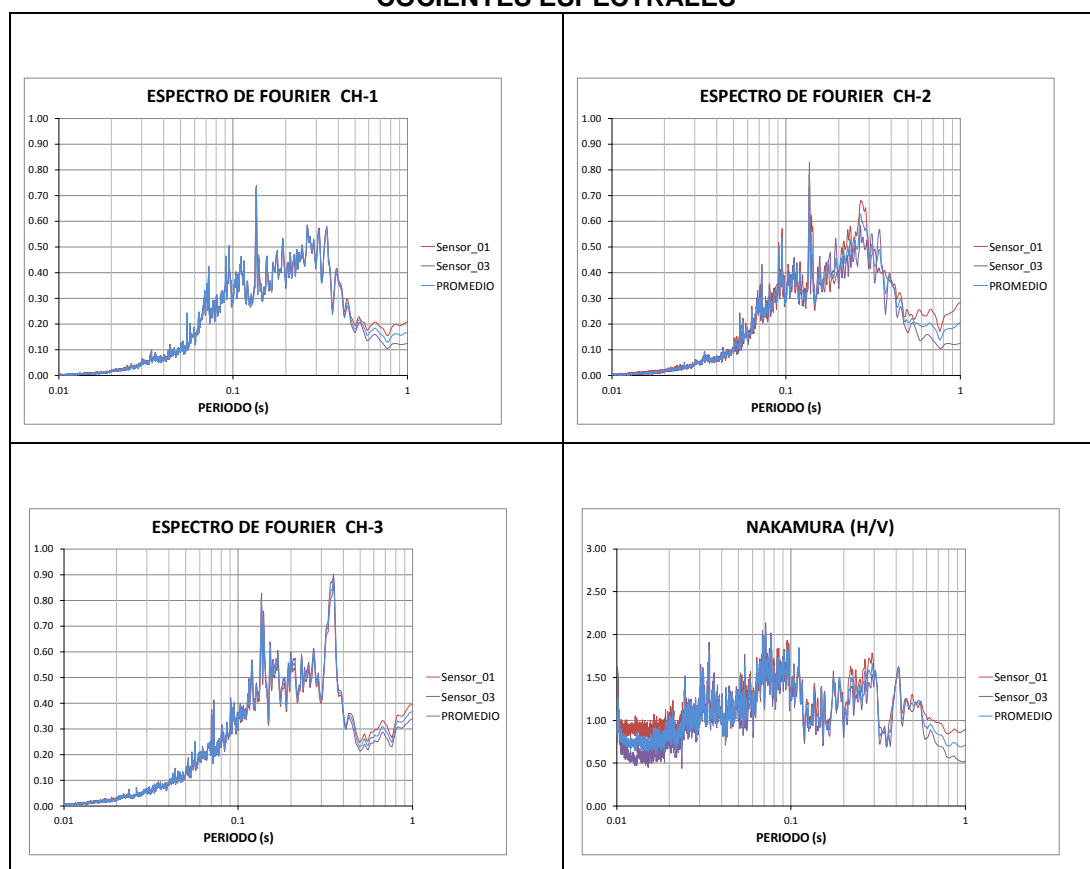 COCIENTES ESPECTRALES
ESPECTRO DE FOURIER CH-1
1.00
0.90
0.80
0.70
0.60
0.50
0.40
0.30
0.20
0.10
0.00
0.01 0.1 1
PERIODO (s)
Sensor_01
Sensor_03
PROMEDIO
ESPECTRO DE FOURIER CH-2
1.00
0.90
0.80
0.70
0.60
0.50
0.40
0.30
0.20
0.10
0.00
0.01 0.1 1
PERIODO (s)
Sensor_01
Sensor_03
PROMEDIO
ESPECTRO DE FOURIER CH-3
1.00
0.90
0.80
0.70
0.60
0.50
0.40
0.30
0.20
0.10
0.00
0.01 0.1 1
PERIODO (s)
Sensor_01
Sensor_03
PROMEDIO
NAKAMURA (H/V)
3.00
2.50
2.00
1.50
1.00
0.50
0.00
0.01 0.1 1
PERIODO (s)
Sensor_01
Sensor_03
PROMEDIO